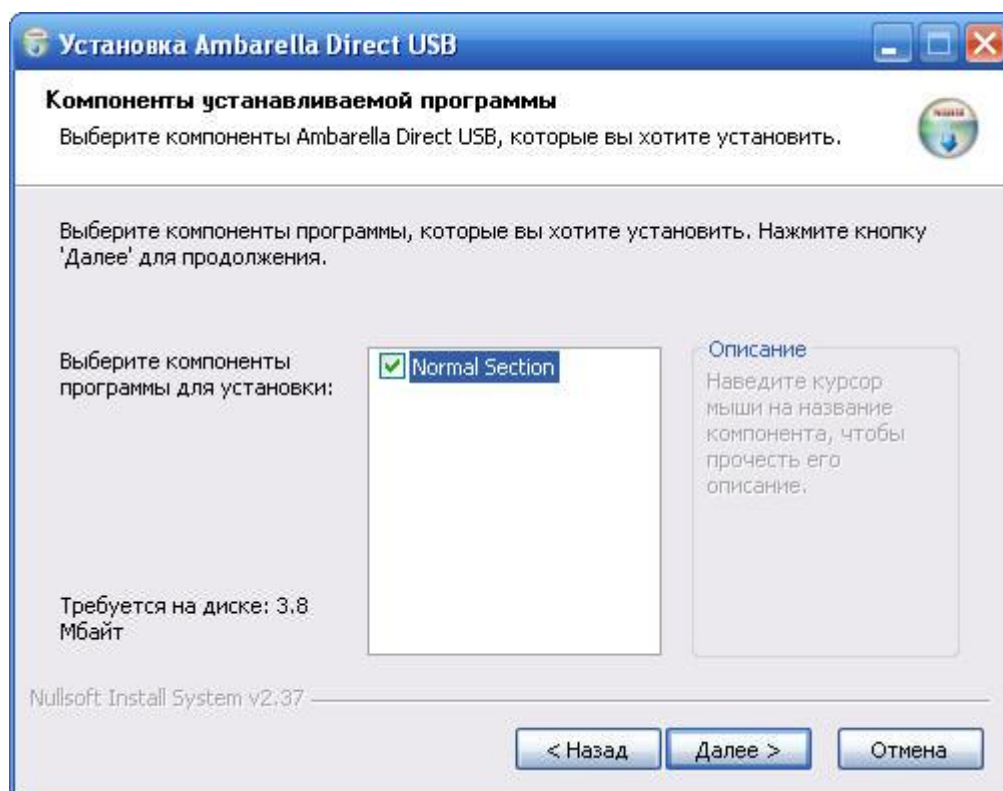 Установка Ambarella Direct USB
Компоненты устанавливаемой программы
Выберите компоненты Ambarella Direct USB, которые вы хотите установить.
Выберите компоненты программы, которые вы хотите установить. Нажмите кнопку
'Далее' для продолжения.
Выберите компоненты
программы для установки:
Normal Section
Описание
Наведите курсор
мыши на название
компонента, чтобы
прочесть его
описание.
Требуется на диске: 3.8
Мбайт
Nullsoft Install System v2.37
< Назад
Далее >
Отмена